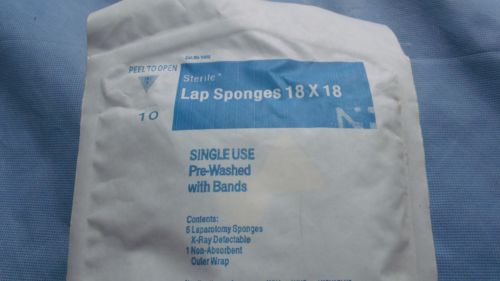 PEEL TO OPEN
10
Sterile
Lap Sponges 18 X 18
SINGLE USE
Pre-Washed
with Bands
Contents:
5 Laparotomy Sponges
X-Ray Detectable
1 Non-Absorbent
Outer Wrap